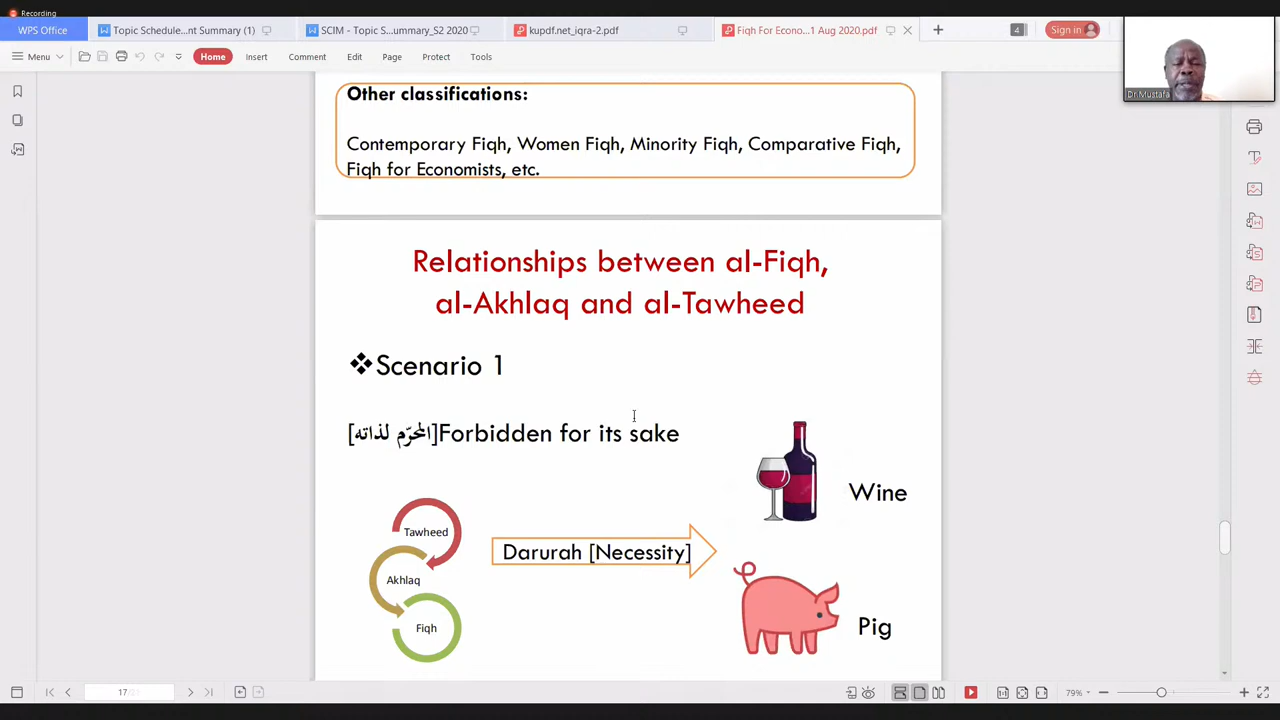 Recording
WPS Office
Topic Schedule...nt Summary (1)
SCIM - Topic S...ummary_S2 2020
kupdf.net_iqra-2.pdf
Fiqh For Econo...1 Aug 2020.pdf
4
Sign in
Menu
Home
Insert
Comment
Edit
Page
Protect
Tools
Dr.Mustafa
Other classifications:
Contemporary Fiqh, Women Fiqh, Minority Fiqh, Comparative Fiqh,
Fiqh for Economists, etc.
Relationships between al-Fiqh,
al-Akhlaq and al-Tawheed
❖Scenario 1
[المحرّم لذاته]Forbidden for its sake
Wine
Tawheed
Akhlaq
Fiqh
Darurah [Necessity]
Pig
79%